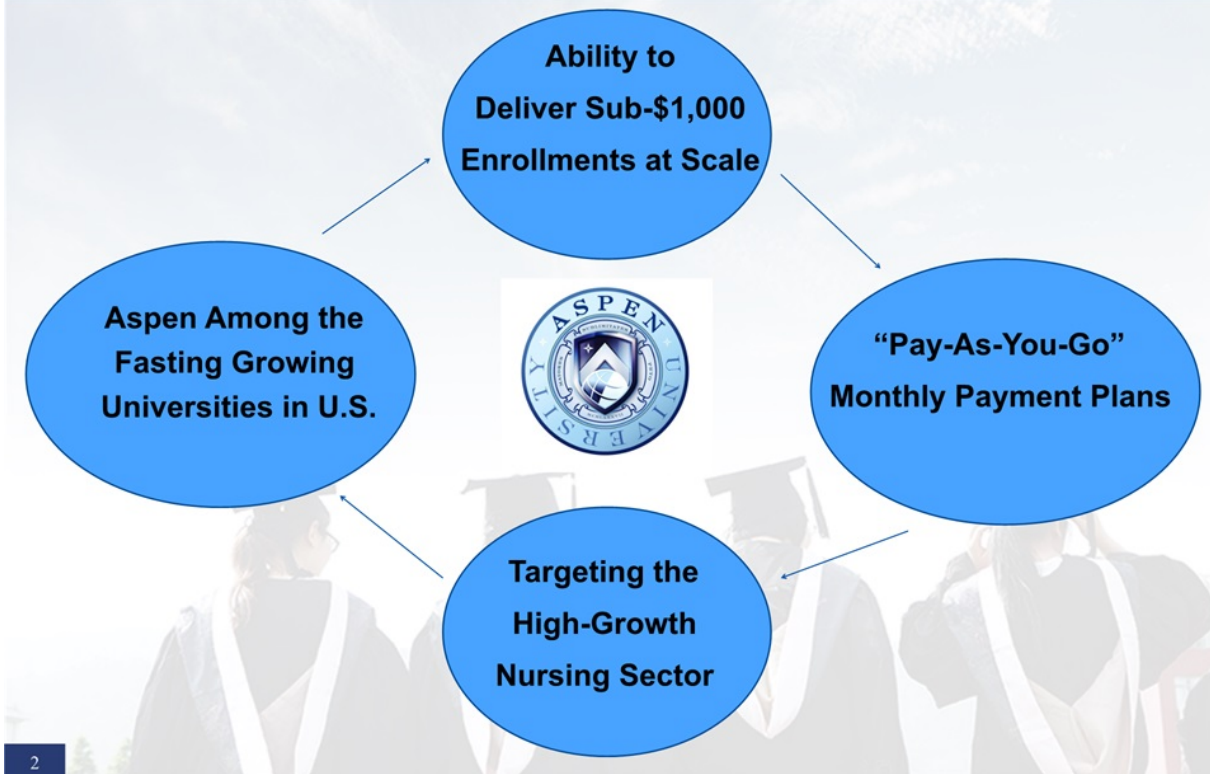 Ability to
Deliver Sub-$1,000
Enrollments at Scale
“Pay-As-You-Go”
Monthly Payment Plans
Targeting the
High-Growth
Nursing Sector
Aspen Among the
Fasting Growing
Universities in U.S.
ASPEN UNIVERSITY
2